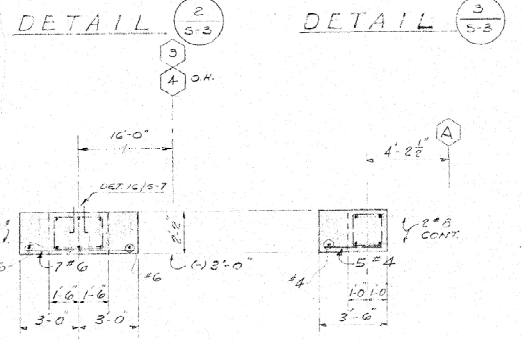 DETAIL 2
S-3
DETAIL 3
S-3
3
4 O.H.
A
16'-0"
4'-2 1/2"
DET. 16/S-7
2'-2"
2#8
CONT.
7#6
#6
(-)3'-0"
#4
5#4
1'-6" 1'-6"
1'-0" 1'-0"
3'-0" 3'-0"
3'-6"